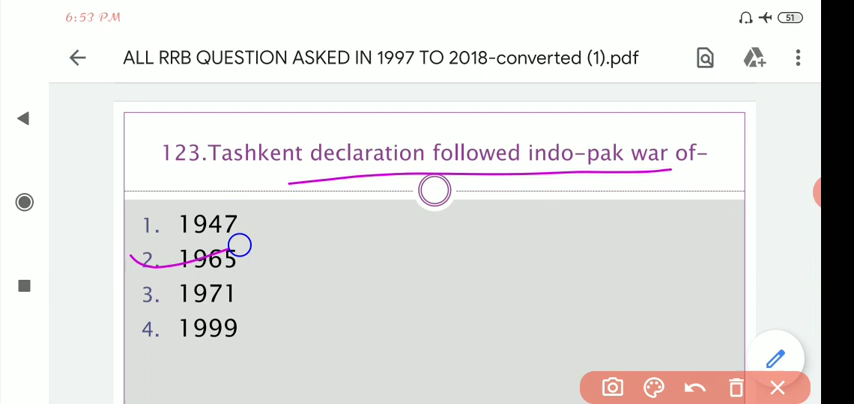 6:53 PM
51
ALL RRB QUESTION ASKED IN 1997 TO 2018-converted (1).pdf
123.Tashkent declaration followed indo-pak war of-
1. 1947
2. 1965
3. 1971
4. 1999